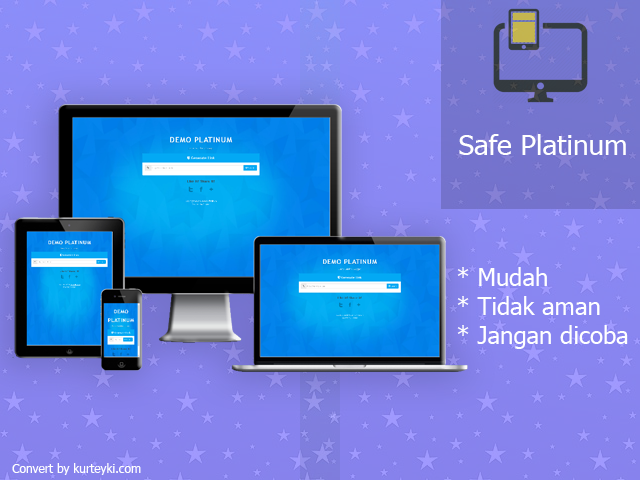 Safe Platinum
DEMO PLATINUM
DEMO PLATINUM
DEMO
PLATINUM
DEMO PLATINUM
* Mudah
* Tidak aman
* Jangan dicoba
Convert by kurteyki.com